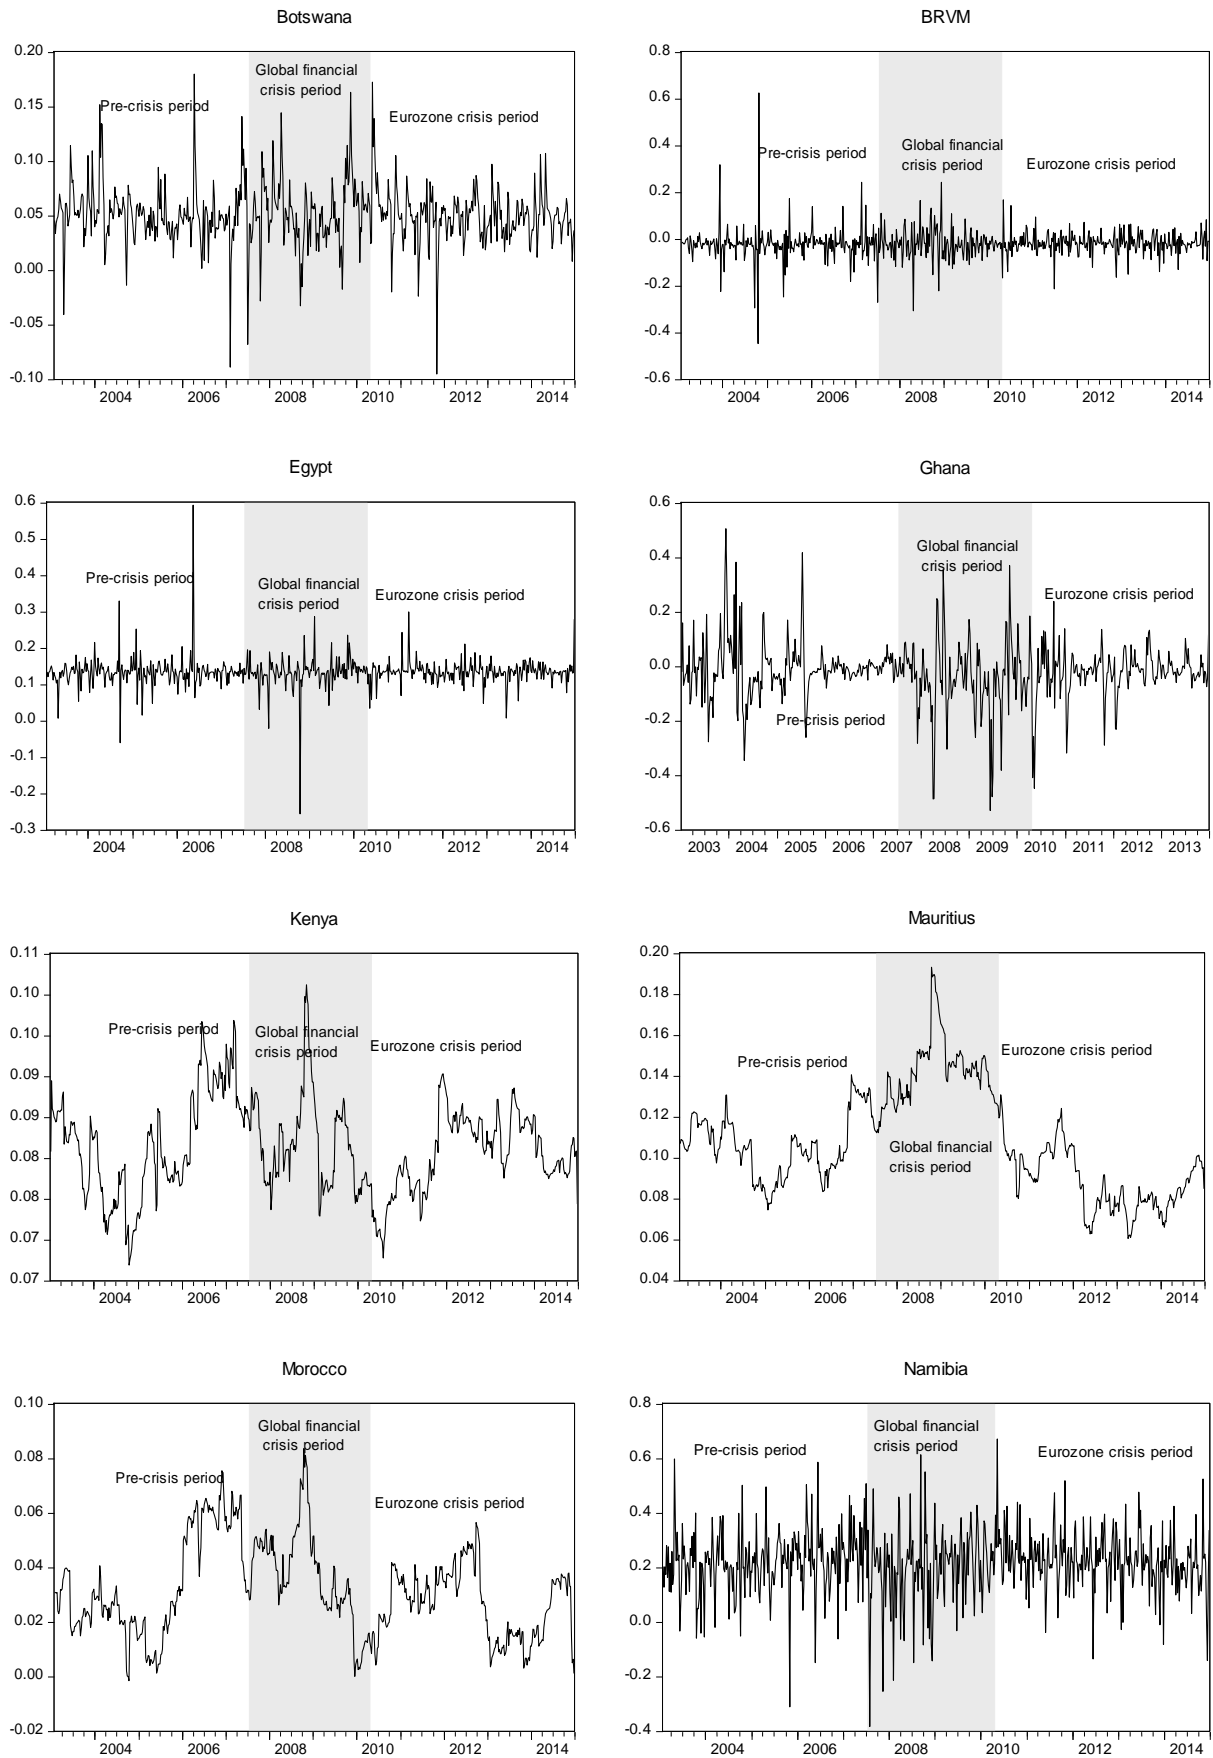 Botswana
0.20
0.15
0.10
0.05
0.00
-0.05
-0.10
Pre-crisis period
Global financial
crisis period
Eurozone crisis period
2004 2006 2008 2010 2012 2014
BRVM
0.8
0.6
0.4
0.2
0.0
-0.2
-0.4
-0.6
Pre-crisis period
Global financial
crisis period
Eurozone crisis period
2004 2006 2008 2010 2012 2014
Egypt
0.6
0.5
0.4
0.3
0.2
0.1
0.0
-0.1
-0.2
-0.3
Pre-crisis period
Global financial
crisis period
Eurozone crisis period
2004 2006 2008 2010 2012 2014
Ghana
0.6
0.4
0.2
0.0
-0.2
-0.4
-0.6
Global financial
crisis period
Eurozone crisis period
Pre-crisis period
2003 2004 2005 2006 2007 2008 2009 2010 2011 2012 2013
Kenya
0.11
0.10
0.10
0.09
0.09
0.08
0.08
0.07
0.07
Pre-crisis period
Global financial
crisis period
Eurozone crisis period
2004 2006 2008 2010 2012 2014
Mauritius
0.20
0.18
0.16
0.14
0.12
0.10
0.08
0.06
0.04
Pre-crisis period
Eurozone crisis period
Global financial
crisis period
2004 2006 2008 2010 2012 2014
Morocco
0.10
0.08
0.06
0.04
0.02
0.00
-0.02
Global financial
crisis period
Pre-crisis period
Eurozone crisis period
2004 2006 2008 2010 2012 2014
Namibia
0.8
0.6
0.4
0.2
0.0
-0.2
-0.4
Global financial
crisis period
Pre-crisis period
Eurozone crisis period
2004 2006 2008 2010 2012 2014